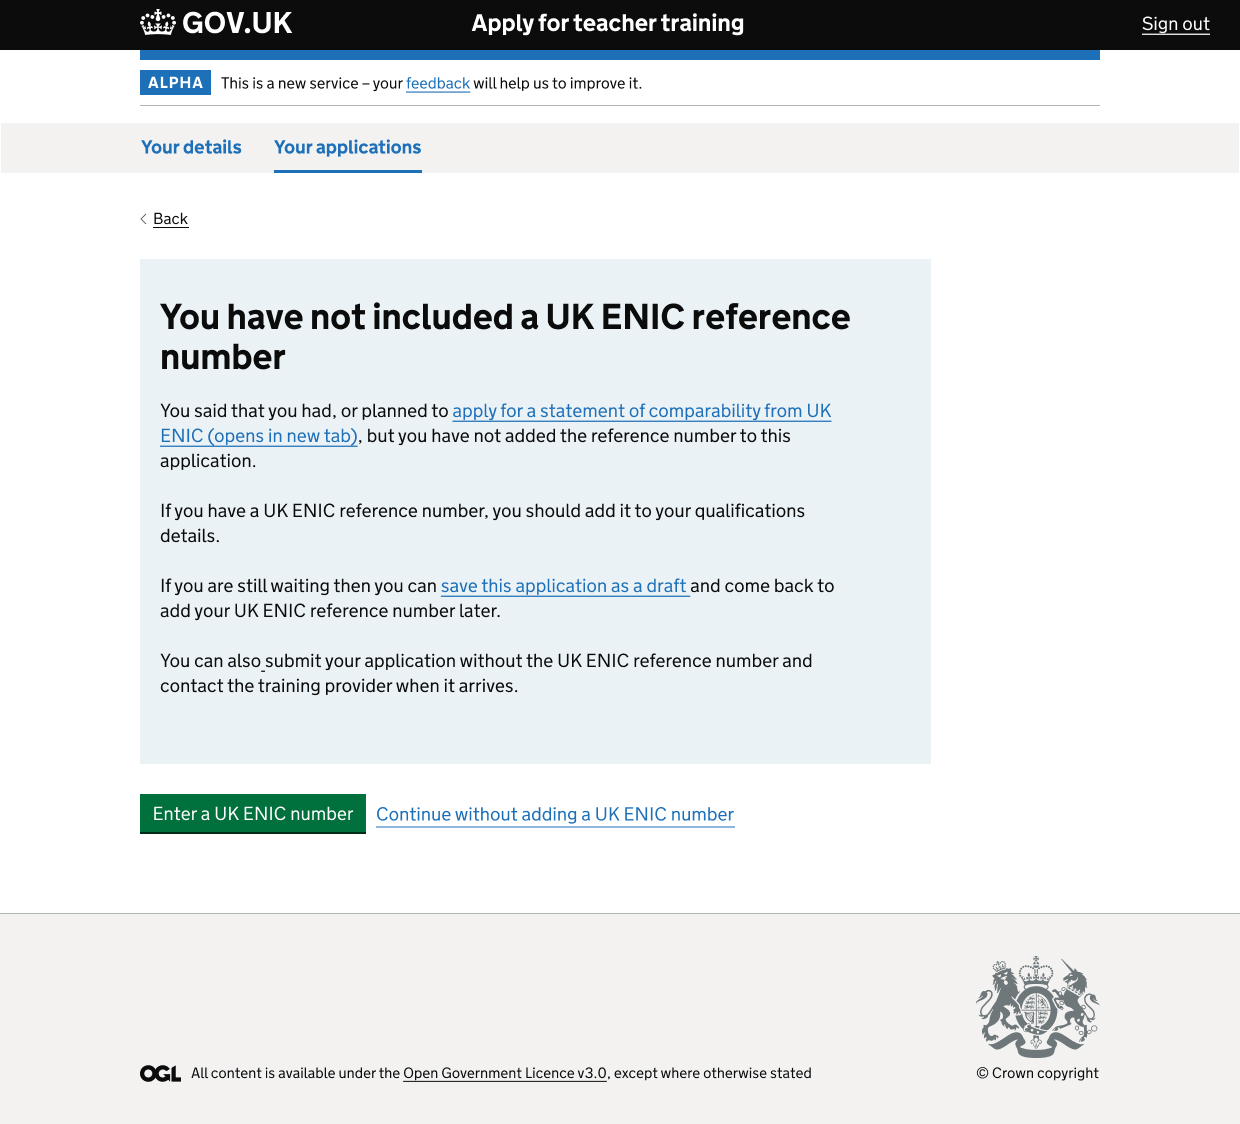 GOV.UK
Apply for teacher training
Sign out
ALPHA
This is a new service – your feedback will help us to improve it.
Your details
Your applications
Back
You have not included a UK ENIC reference
number
You said that you had, or planned to apply for a statement of comparability from UK
ENIC (opens in new tab), but you have not added the reference number to this
application.
If you have a UK ENIC reference number, you should add it to your qualifications
details.
If you are still waiting then you can save this application as a draft and come back to
add your UK ENIC reference number later.
You can also submit your application without the UK ENIC reference number and
contact the training provider when it arrives.
Enter a UK ENIC number
Continue without adding a UK ENIC number
OGL
All content is available under the Open Government Licence v3.0, except where otherwise stated
© Crown copyright